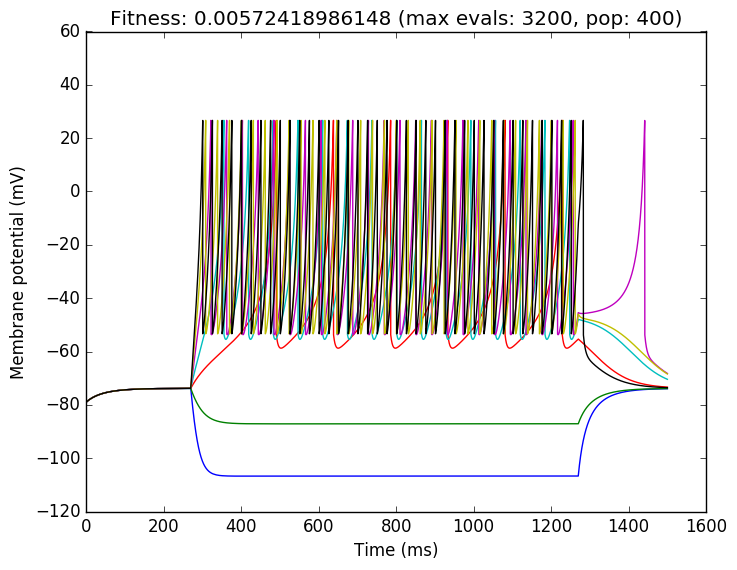 Fitness: 0.00572418986148 (max evals: 3200, pop: 400)
60
40
20
0
−20
−40
−60
−80
−100
−120
Membrane potential (mV)
0 200 400 600 800 1000 1200 1400 1600
Time (ms)